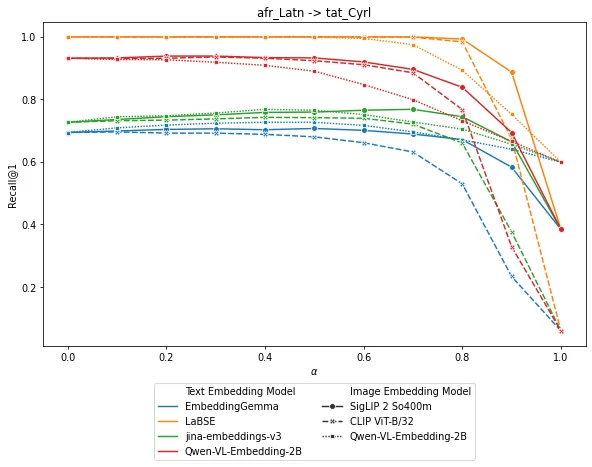 afr_Latn -> tat_Cyrl
Recall@1
1.0
0.8
0.6
0.4
0.2
0.0 0.2 0.4 0.6 0.8 1.0
α
Text Embedding Model Image Embedding Model
EmbeddingGemma SigLIP 2 So400m
LaBSE CLIP ViT-B/32
jina-embeddings-v3 Qwen-VL-Embedding-2B
Qwen-VL-Embedding-2B